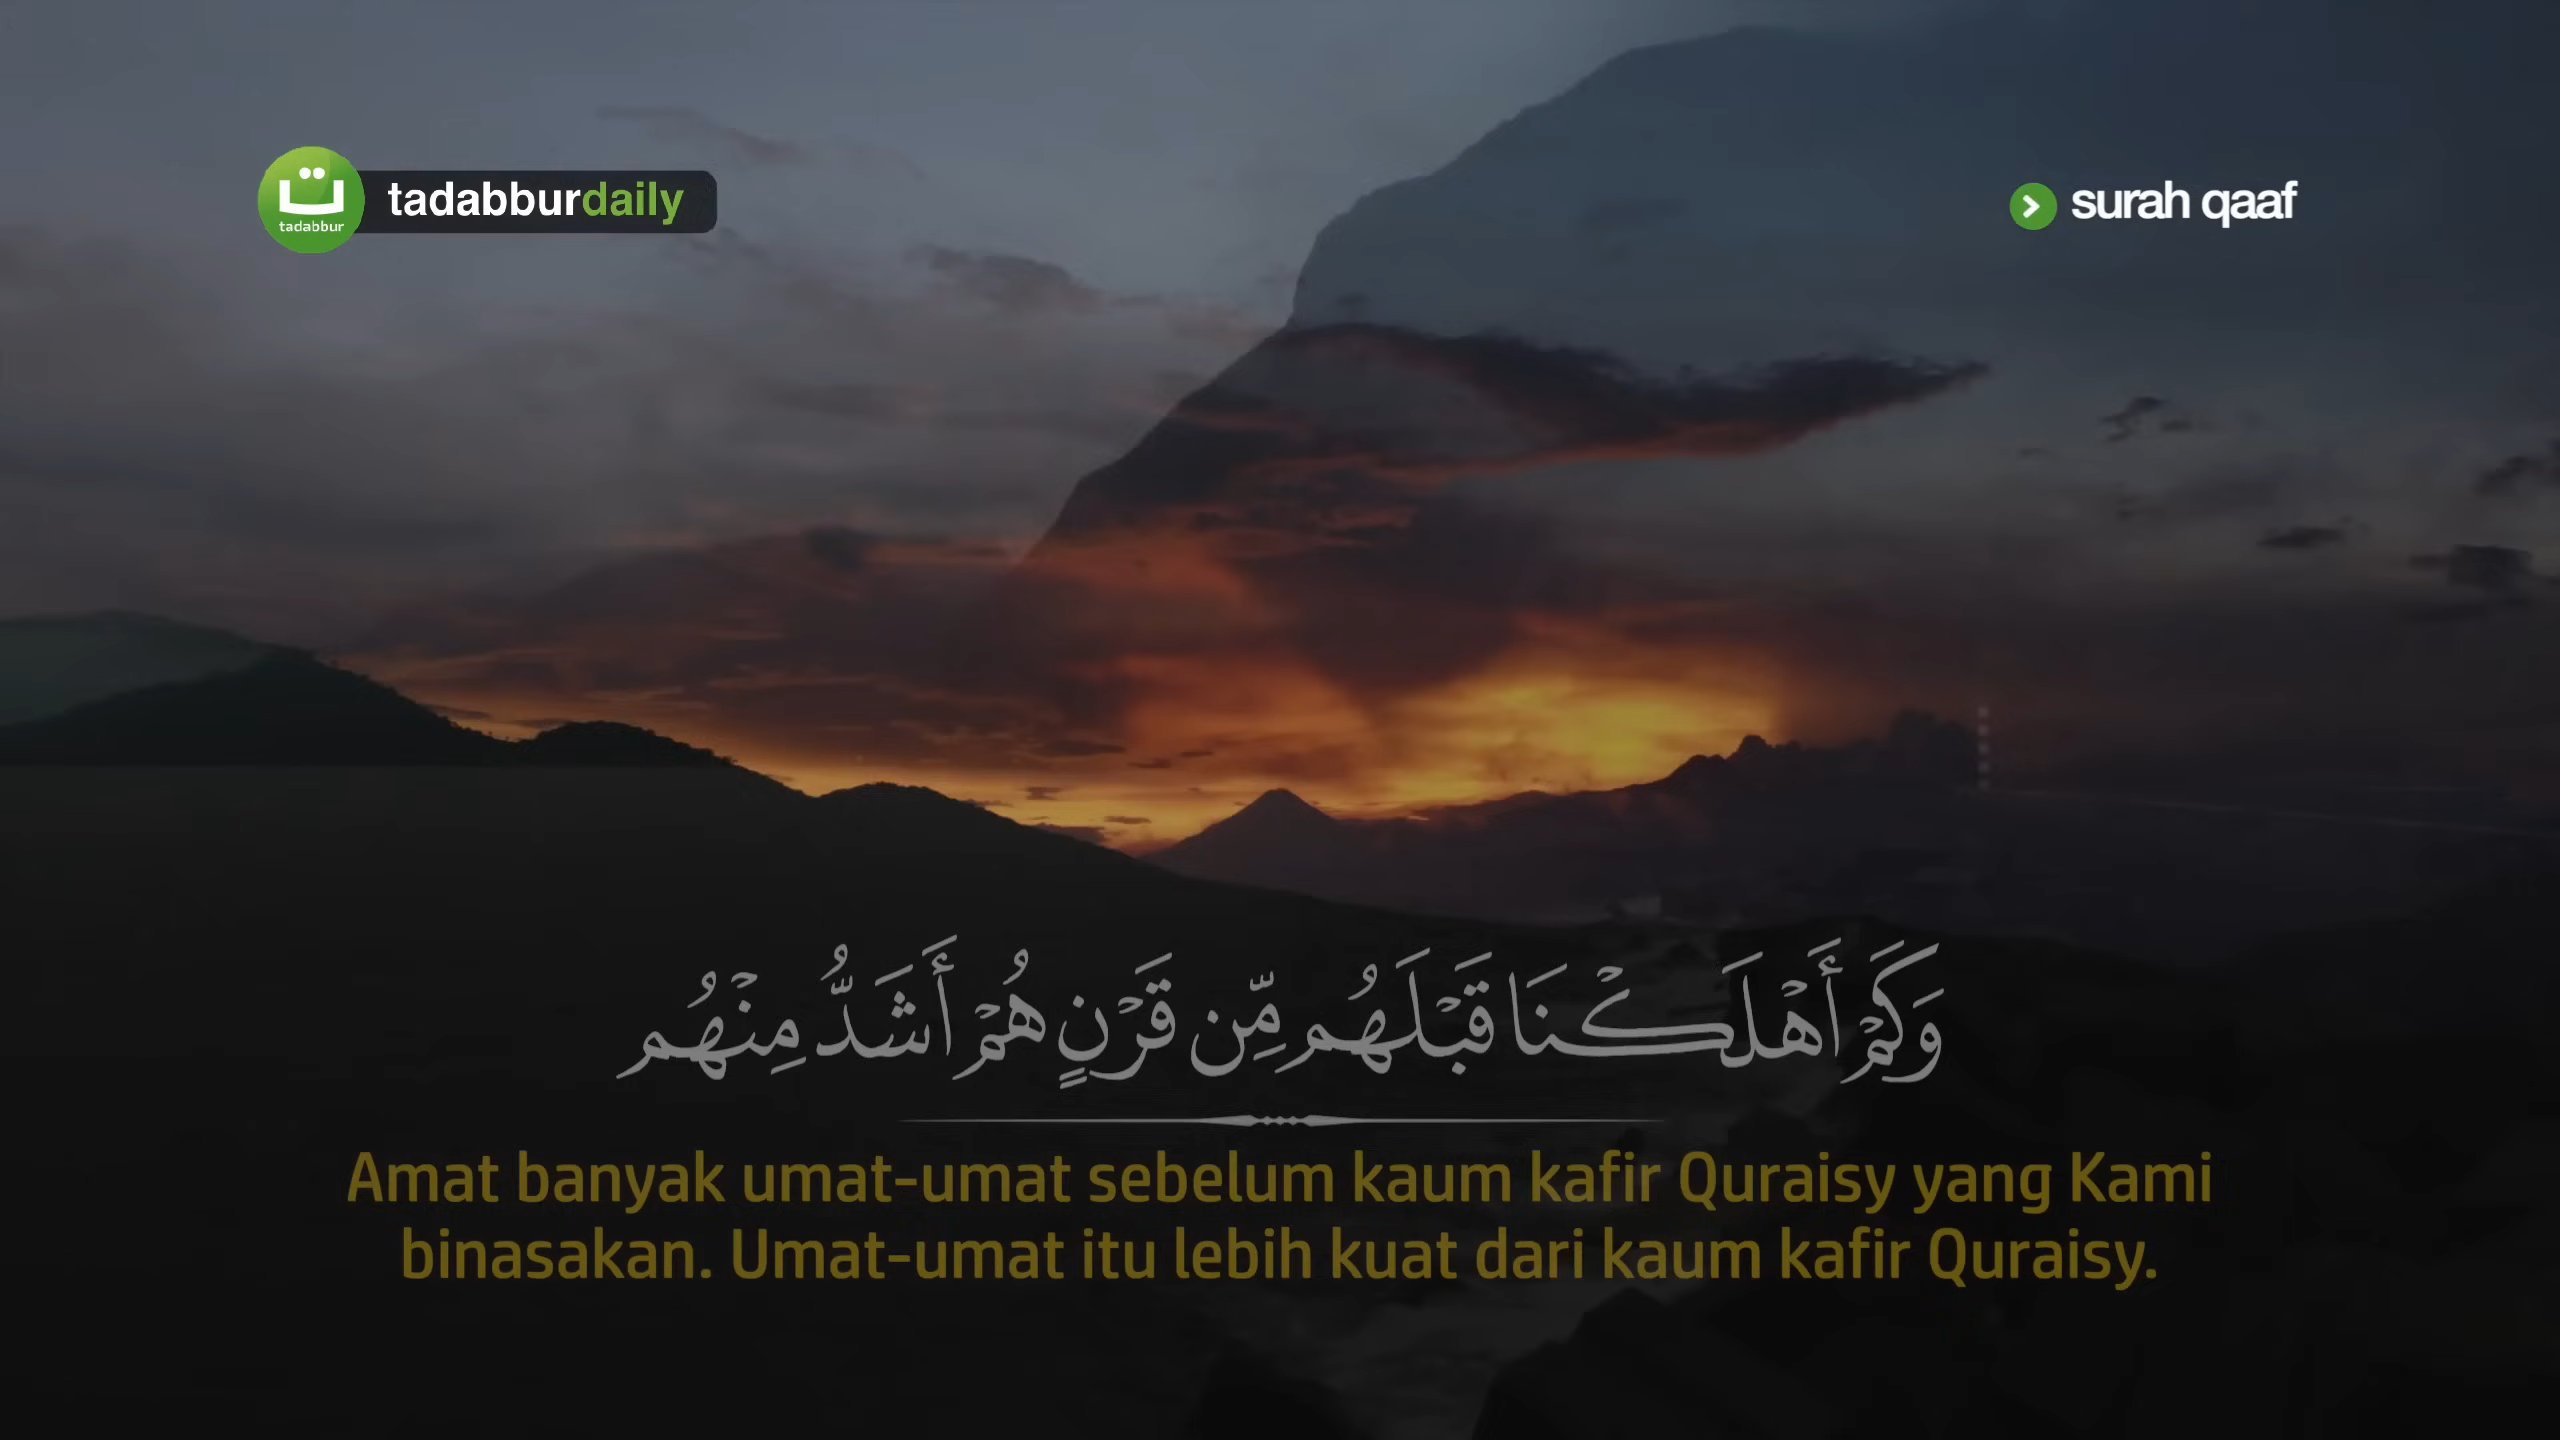 ت
tadabbur
tadabburdaily
surah qaaf
وَكَمْ أَهْلَكْنَا قَبْلَهُم مِّن قَرْنٍ هُمْ أَشَدُّ مِنْهُم
Amat banyak umat-umat sebelum kaum kafir Quraisy yang Kami
binasakan. Umat-umat itu lebih kuat dari kaum kafir Quraisy.